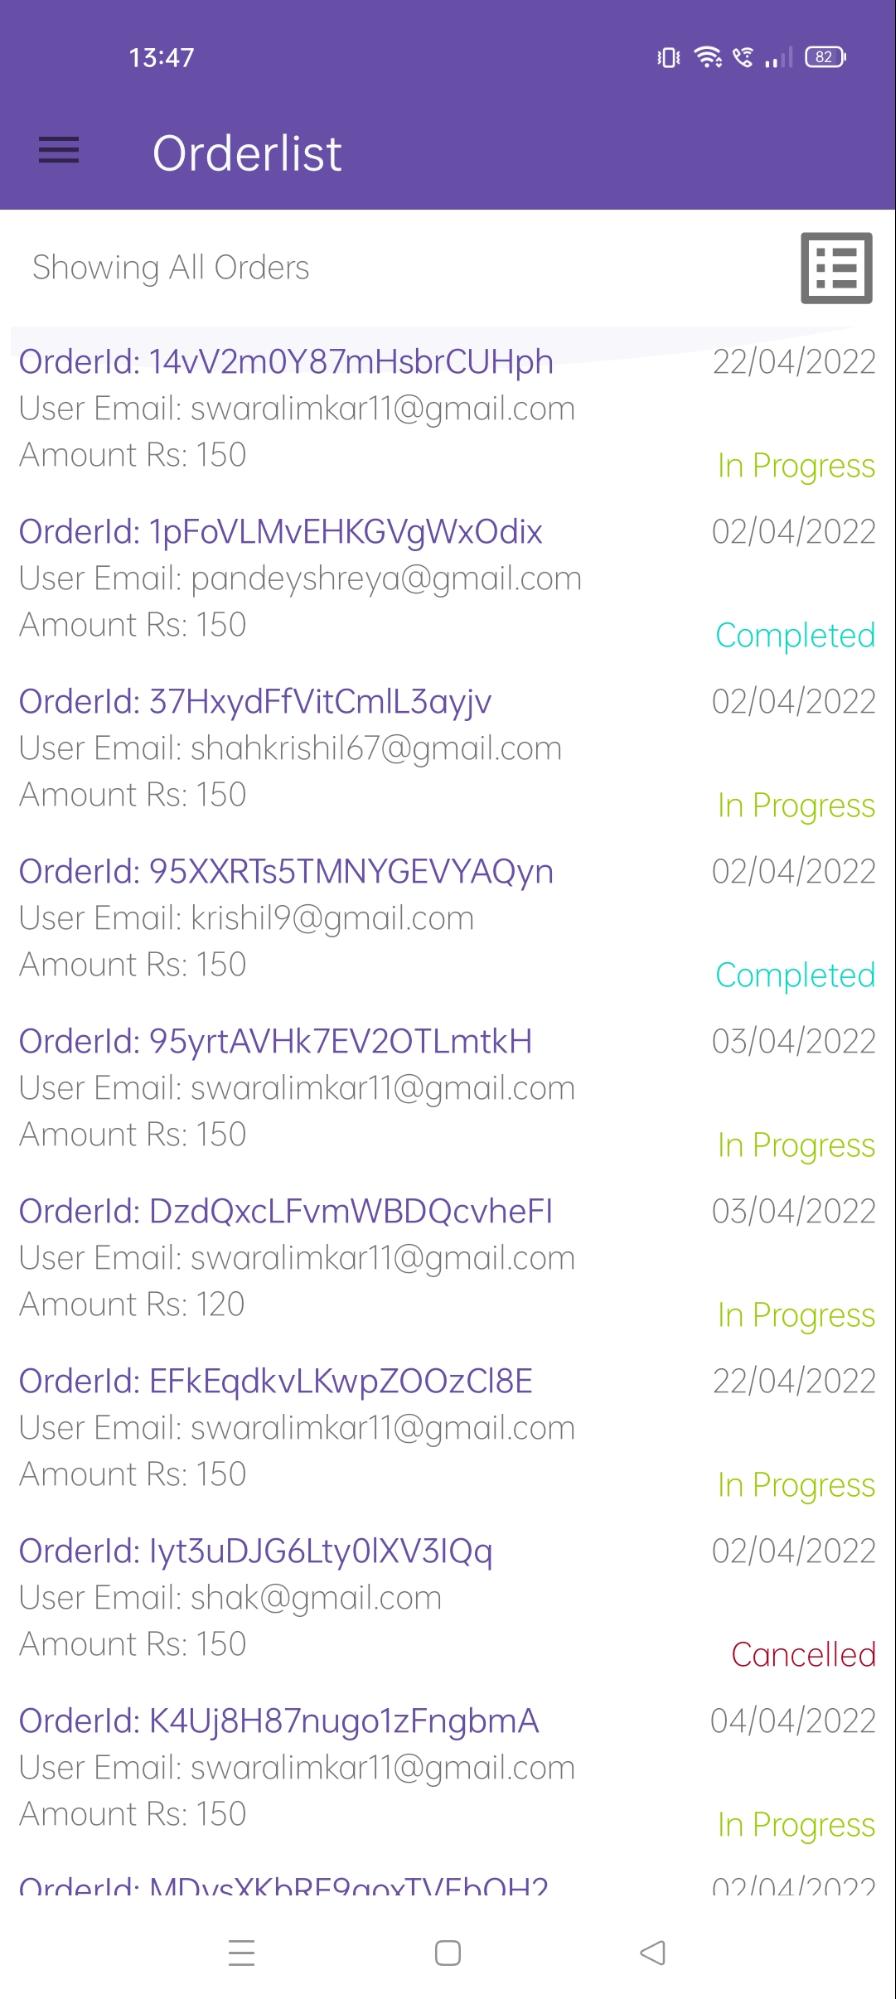 13:47
82
Orderlist
Showing All Orders
OrderId: 14vV2m0Y87mHsbrCUHph 22/04/2022
User Email: swaralimkar11@gmail.com
Amount Rs: 150
In Progress
OrderId: 1pFoVLMvEHKGVgWxOdix 02/04/2022
User Email: pandeyshreya@gmail.com
Amount Rs: 150
Completed
OrderId: 37HxydFfVitCmlL3ayjv 02/04/2022
User Email: shahkrishil67@gmail.com
Amount Rs: 150
In Progress
OrderId: 95XXRTs5TMNYGEVYAQyn 02/04/2022
User Email: krishil9@gmail.com
Amount Rs: 150
Completed
OrderId: 95yrtAVHk7EV2OTLmtkH 03/04/2022
User Email: swaralimkar11@gmail.com
Amount Rs: 150
In Progress
OrderId: DzdQxcLFvmWBDQcvheFI 03/04/2022
User Email: swaralimkar11@gmail.com
Amount Rs: 120
In Progress
OrderId: EFkEqdkvLKwpZOOzCl8E 22/04/2022
User Email: swaralimkar11@gmail.com
Amount Rs: 150
In Progress
OrderId: Iyt3uDJG6Lty0lXV3IQq 02/04/2022
User Email: shak@gmail.com
Amount Rs: 150
Cancelled
OrderId: K4Uj8H87nugo1zFngbmA 04/04/2022
User Email: swaralimkar11@gmail.com
Amount Rs: 150
In Progress
OrderId: 02/04/2022